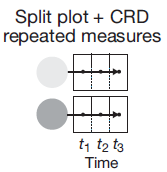 Split plot + CRD
repeated measures
t1 t2 t3
Time